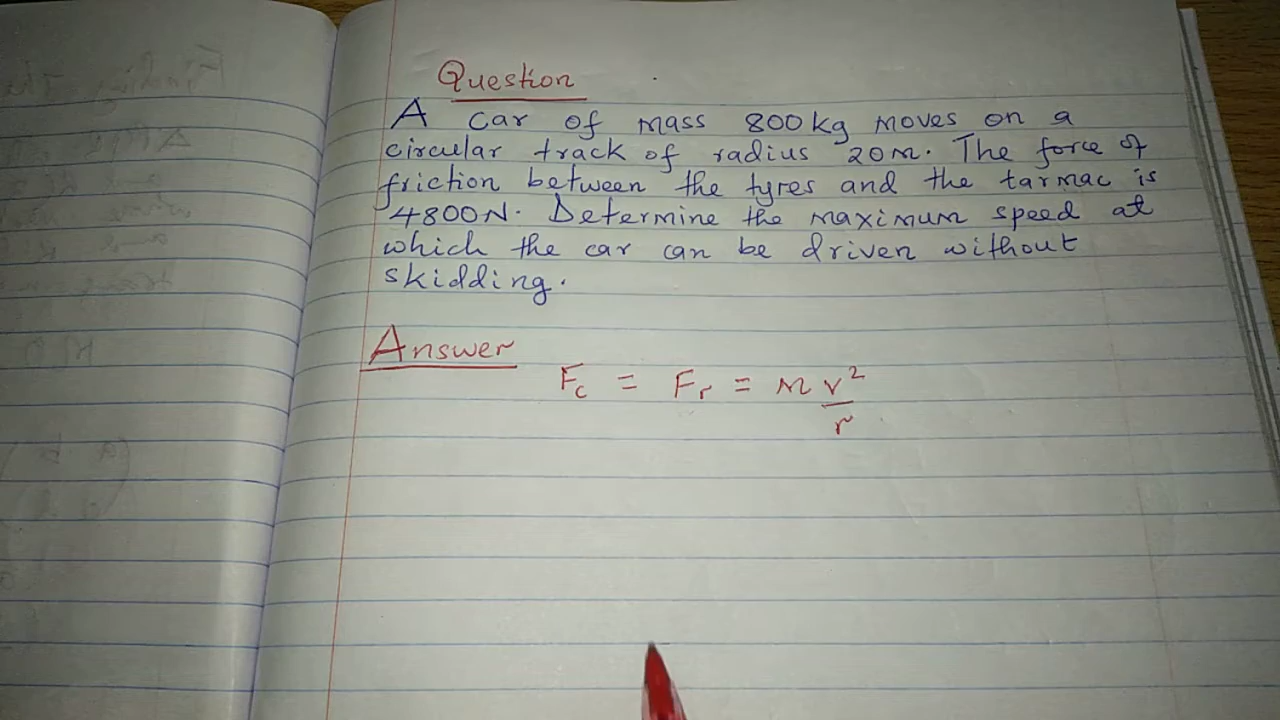 Question
A car of mass 800kg moves on a
circular track of radius 20m. The force of
friction between the tyres and the tarmac is
4800N. Determine the maximum speed at
which the car can be driven without
skidding.
Answer
Fc = Fr = m v²
r